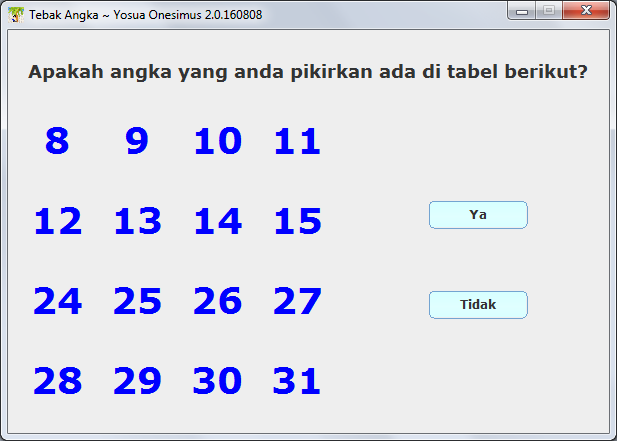 Tebak Angka ~ Yosua Onesimus 2.0.160808
Apakah angka yang anda pikirkan ada di tabel berikut?
8 9 10 11
12 13 14 15
Ya
24 25 26 27
Tidak
28 29 30 31